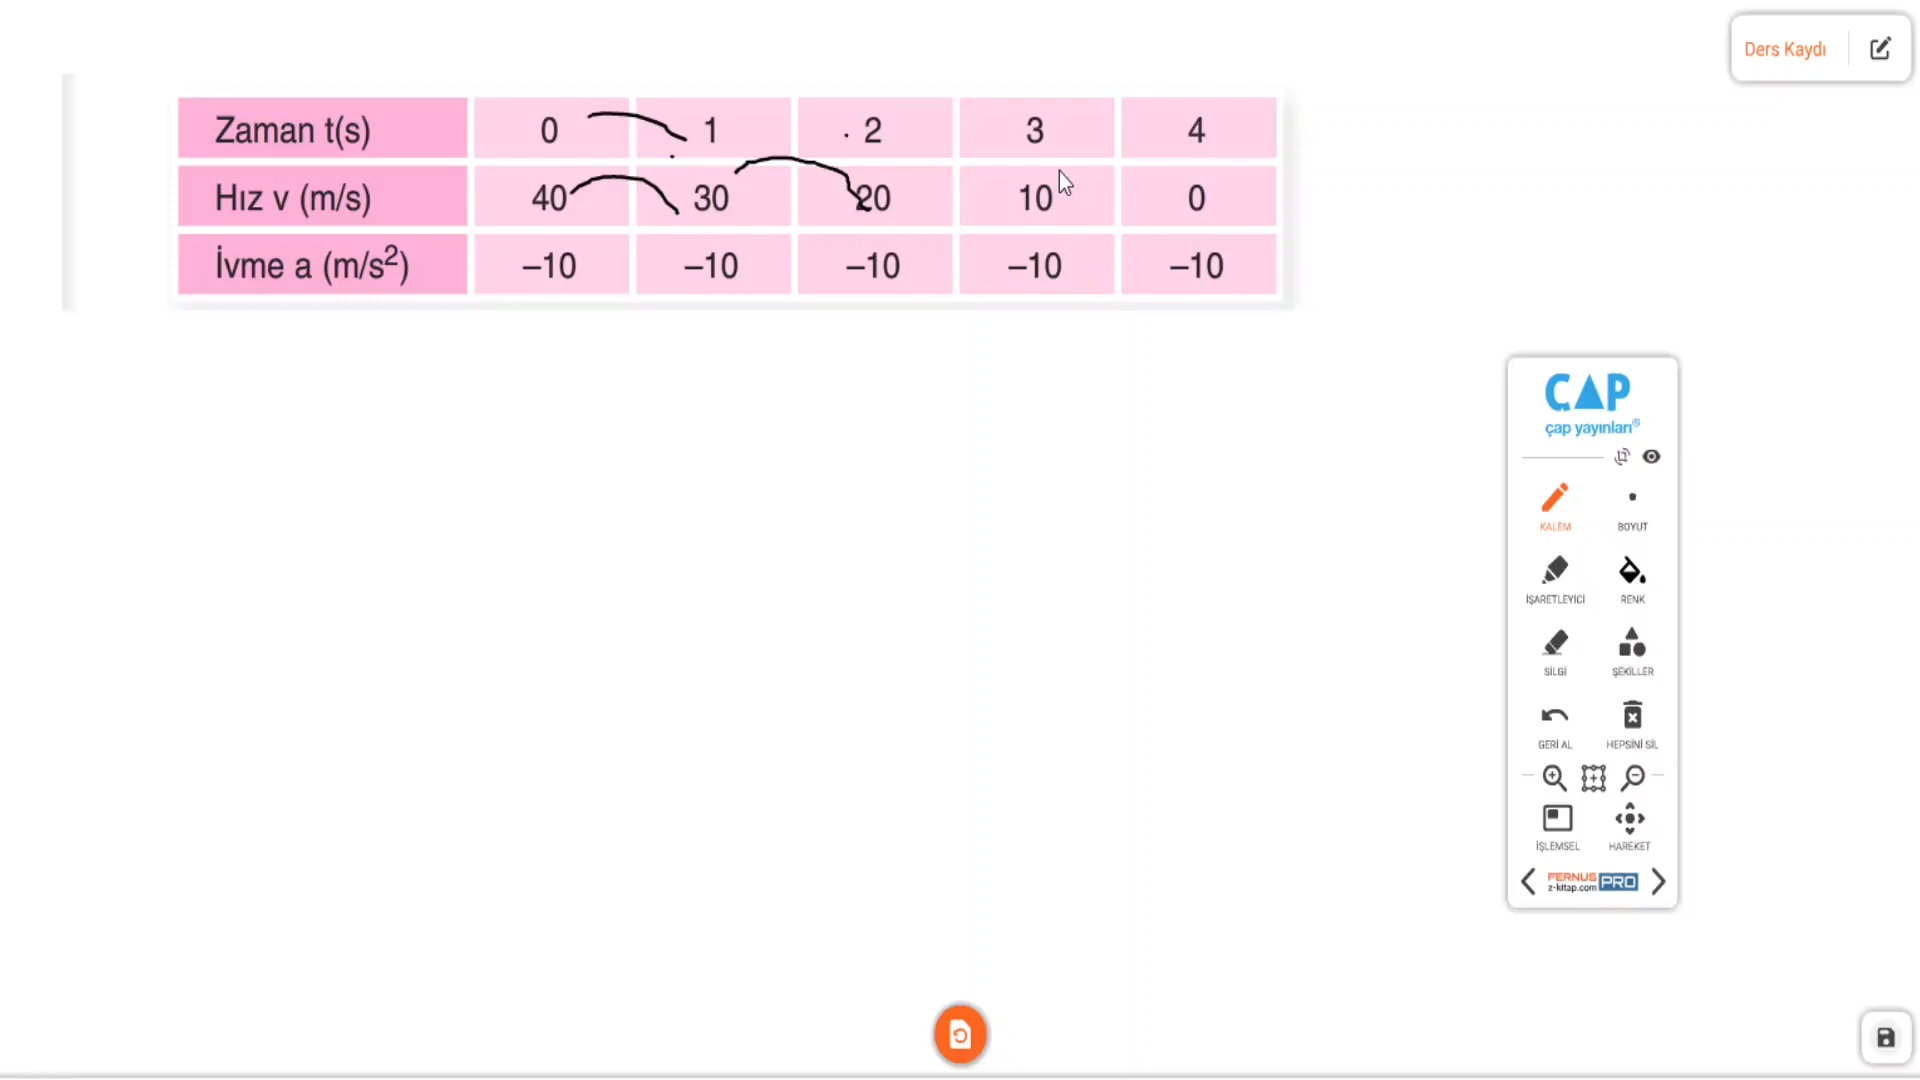 Ders Kaydı
Zaman t(s) 0 1 2 3 4
Hız v (m/s) 40 30 20 10 0
İvme a (m/s²) –10 –10 –10 –10 –10
ÇAP
çap yayınları®
KALEM BOYUT
İŞARETLEYİCİ RENK
SİLGİ ŞEKİLLER
GERİ AL HEPSİNİ SİL
İŞLEMSEL HAREKET
FERNUS
z-kitap.com PRO